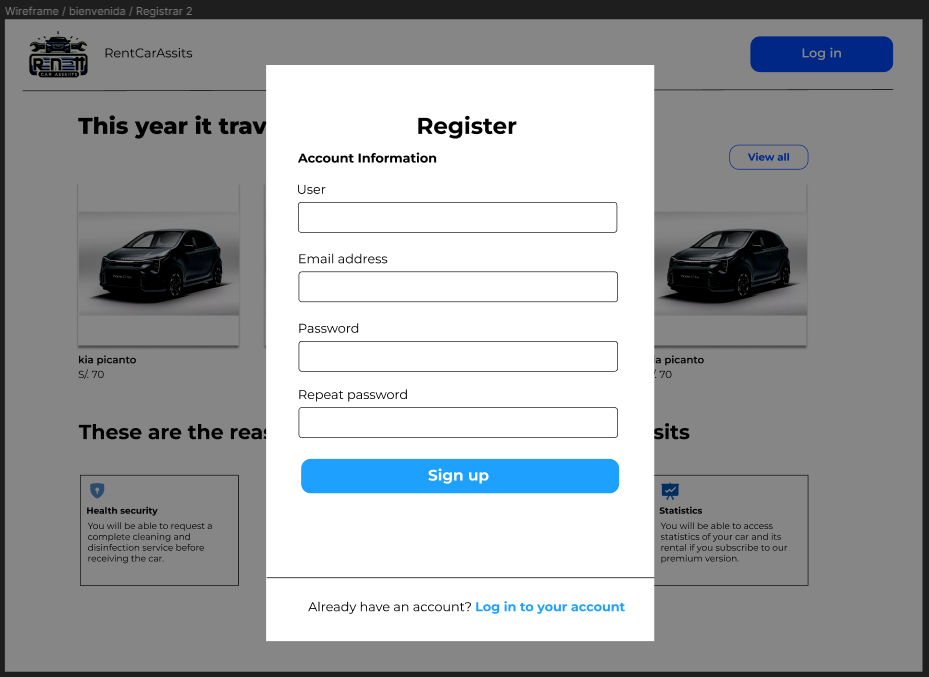 Wireframe / bienvenida / Registrar 2
RentCarAssits
Log in
CAR ASSIITS
This year it trav
View all
Register
Account Information
User
Email address
Password
Repeat password
Sign up
Already have an account? Log in to your account
kia picanto
S/. 70
a picanto
70
These are the reas
sits
Health security
You will be able to request a
complete cleaning and
disinfection service before
receiving the car.
Statistics
You will be able to access
statistics of your car and its
rental if you subscribe to our
premium version.